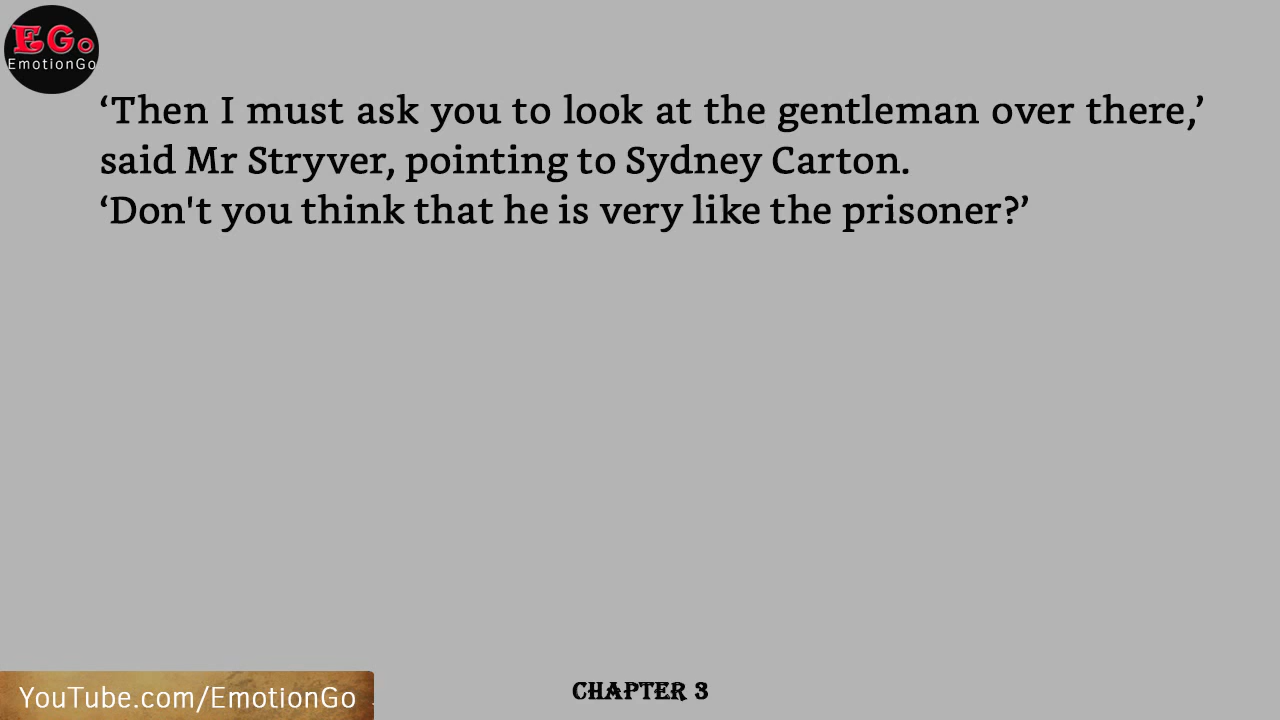 EGo
EmotionGo
‘Then I must ask you to look at the gentleman over there,’
said Mr Stryver, pointing to Sydney Carton.
‘Don't you think that he is very like the prisoner?’
YouTube.com/EmotionGo
CHAPTER 3